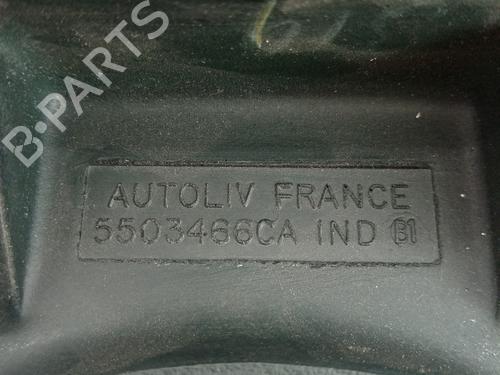 B·PARTS
AUTOLIV FRANCE
5503466CA IND B1